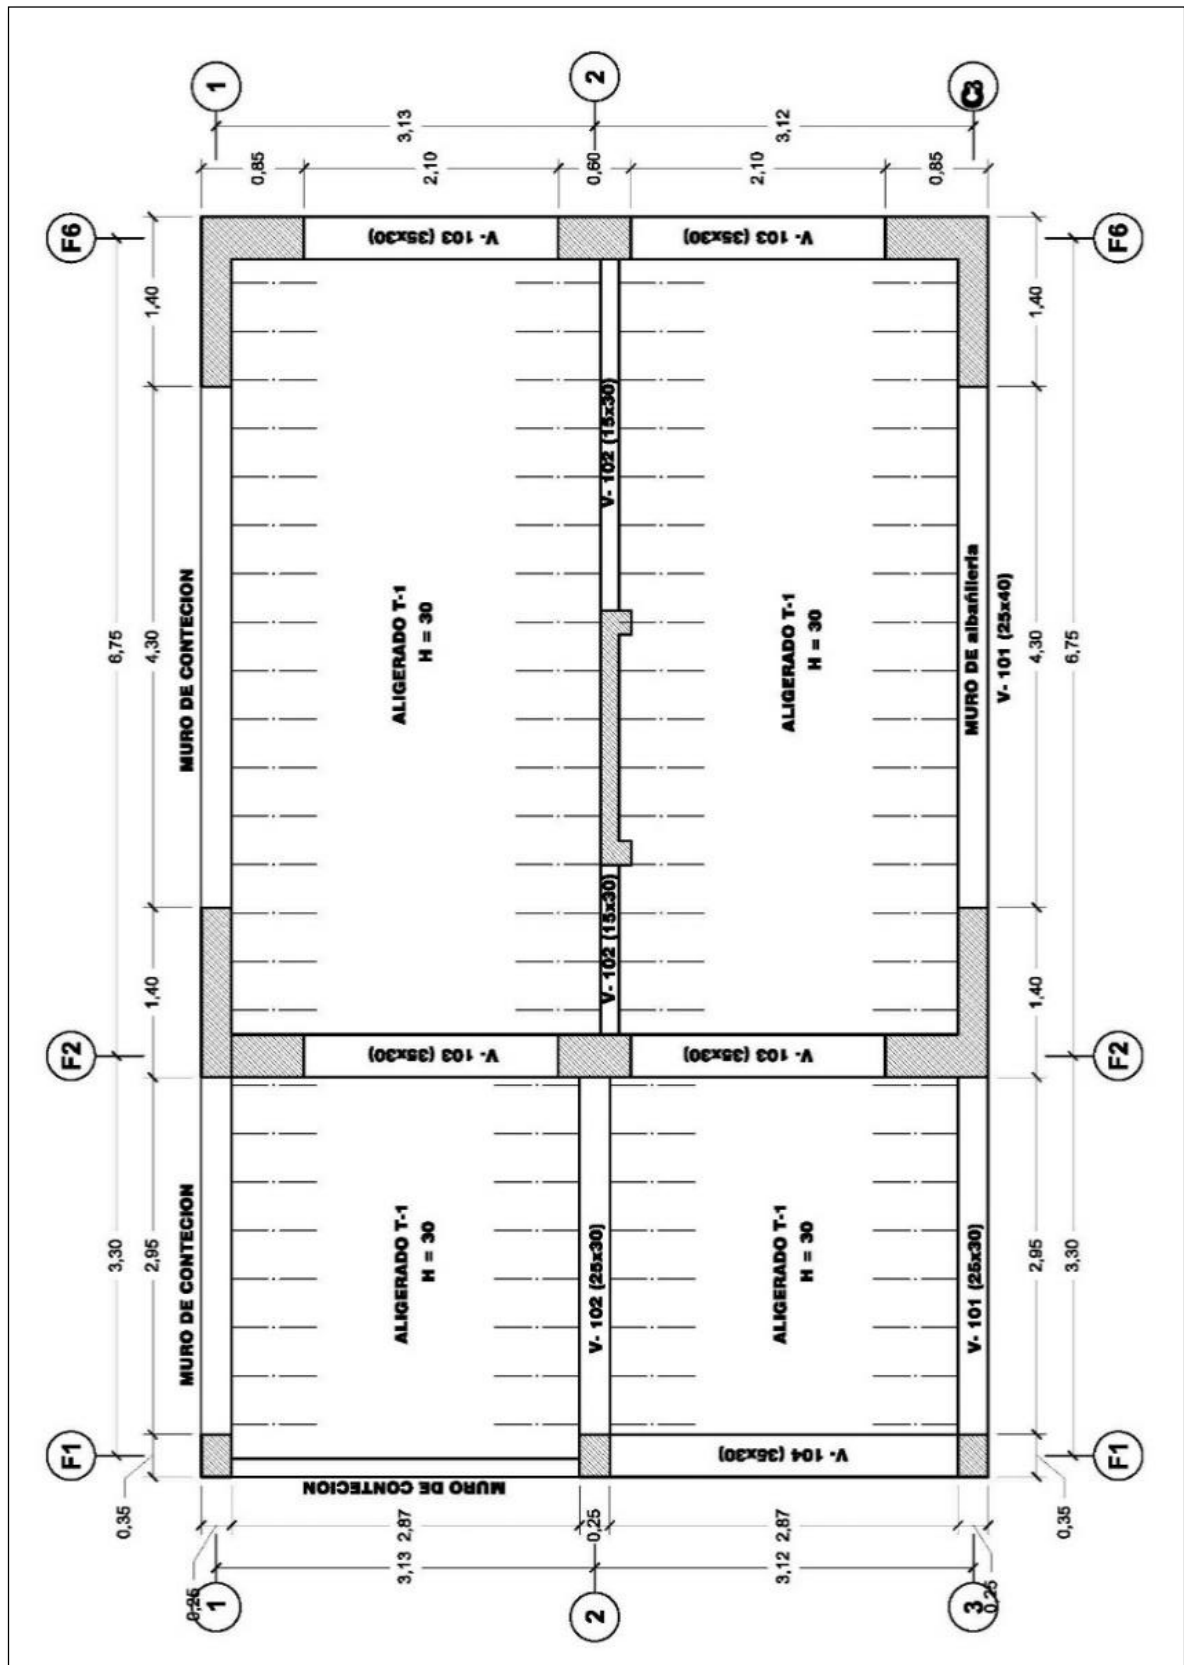 1
2
C3
3,13
3,12
0,85
2,10
0,60
2,10
0,85
F6
F6
V- 103 (35x30)
V- 103 (35x30)
1,40
1,40
V- 102 (15x30)
6,75
4,30
MURO DE CONTECION
ALIGERADO T-1
H = 30
ALIGERADO T-1
H = 30
MURO DE albañilleria
V- 101 (25x40)
4,30
6,75
V- 102 (15x30)
1,40
1,40
F2
F2
V- 103 (35x30)
V- 103 (35x30)
3,30
2,95
MURO DE CONTECION
ALIGERADO T-1
H = 30
V- 102 (25x30)
ALIGERADO T-1
H = 30
V- 101 (25x30)
2,95
3,30
F1
F1
V- 104 (35x30)
MURO DE CONTECION
0,35
0,35
0,25
2,87
0,25
2,87
0,25
3,13
3,12
1
2
3